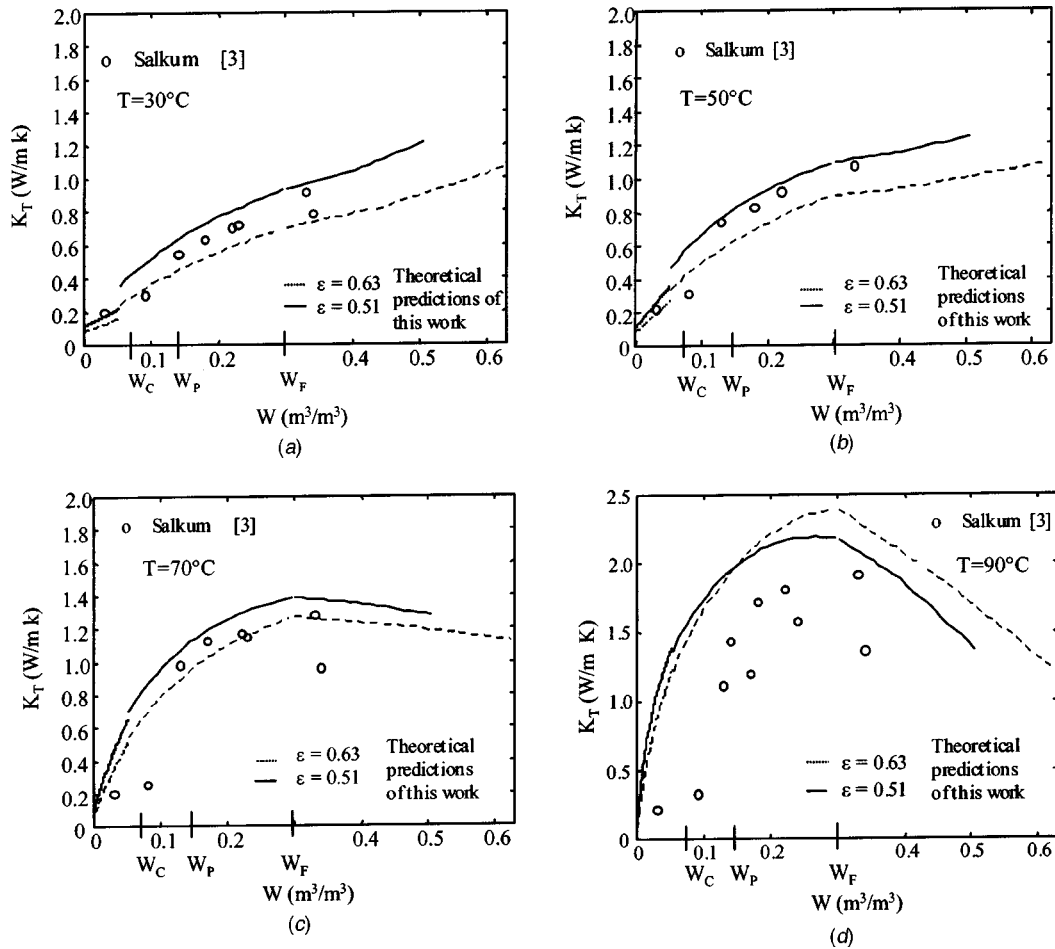 2.0
1.8
1.6
1.4
1.2
1.0
0.8
0.6
0.4
0.2
0
K_T (W/m k)
o Salkum [3]
T=30°C
ε = 0.63
ε = 0.51
Theoretical
predictions of
this work
0 0.1 0.2 0.4 0.5 0.6
W_C W_P W_F
W (m³/m³)
(a)
2.0
1.8
1.6
1.4
1.2
1.0
0.8
0.6
0.4
0.2
0
K_T (W/m k)
o Salkum [3]
T=50°C
ε = 0.63
ε = 0.51
Theoretical
predictions
of this work
0 0.1 0.2 0.4 0.5 0.6
W_C W_P W_F
W (m³/m³)
(b)
2.0
1.8
1.6
1.4
1.2
1.0
0.8
0.6
0.4
0.2
0
K_T (W/m k)
o Salkum [3]
T=70°C
ε = 0.63
ε = 0.51
Theoretical
predictions
of this work
0 0.1 0.2 0.4 0.5 0.6
W_C W_P W_F
W (m³/m³)
(c)
2.5
2.0
1.5
1.0
0.5
0
K_T (W/m K)
o Salkum [3]
T=90°C
ε = 0.63
ε = 0.51
Theoretical
predictions
of this work
0 0.1 0.2 0.4 0.5 0.6
W_C W_P W_F
W (m³/m³)
(d)